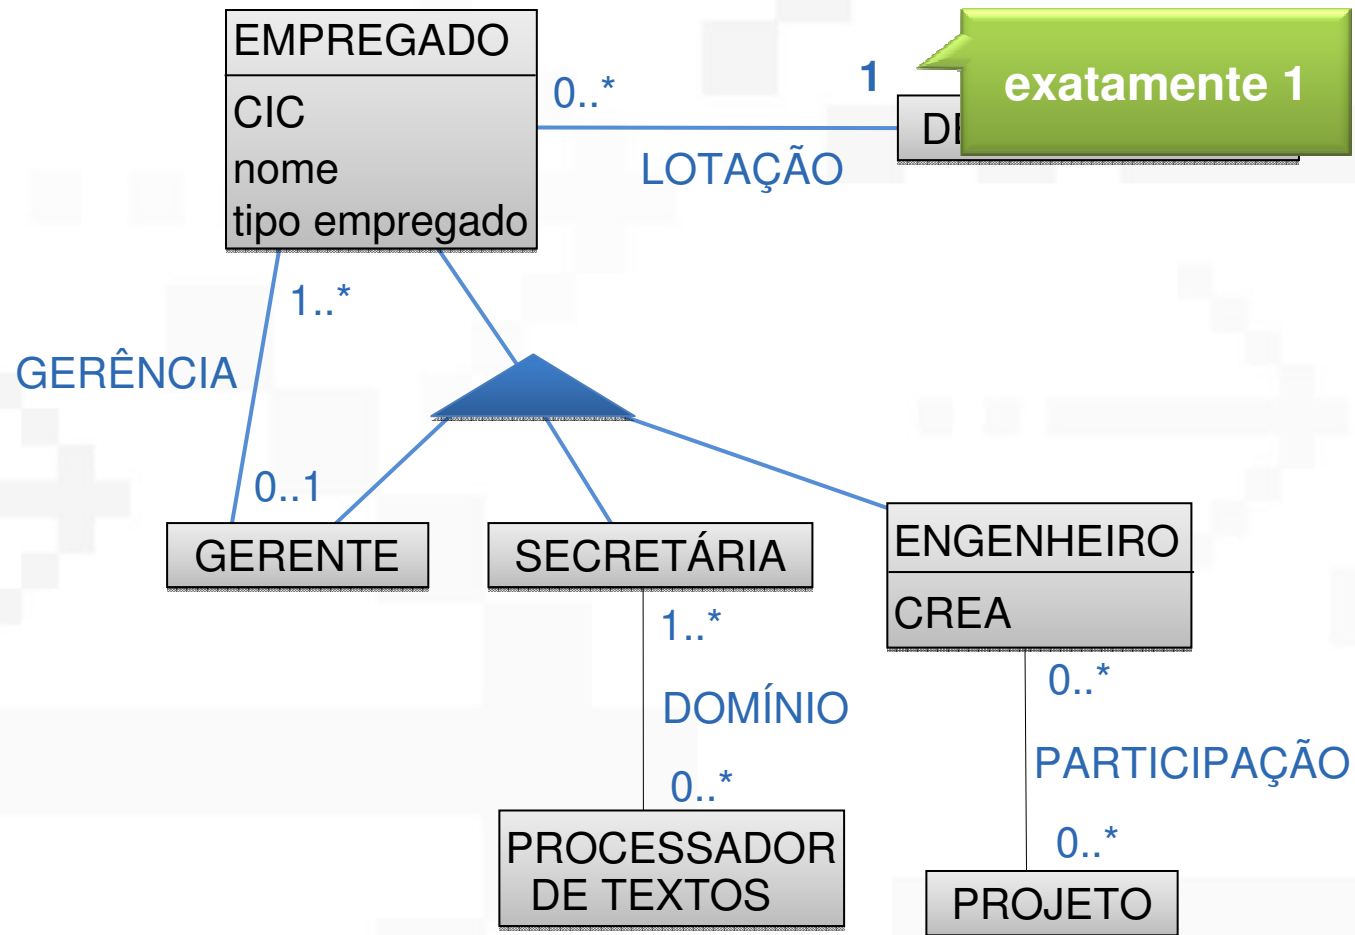 EMPREGADO
CIC
nome
tipo empregado
0..*
1
exatamente 1
LOTAÇÃO
1..*
GERÊNCIA
0..1
GERENTE
SECRETÁRIA
ENGENHEIRO
CREA
1..*
DOMÍNIO
0..*
0..*
PARTICIPAÇÃO
0..*
PROCESSADOR
DE TEXTOS
PROJETO